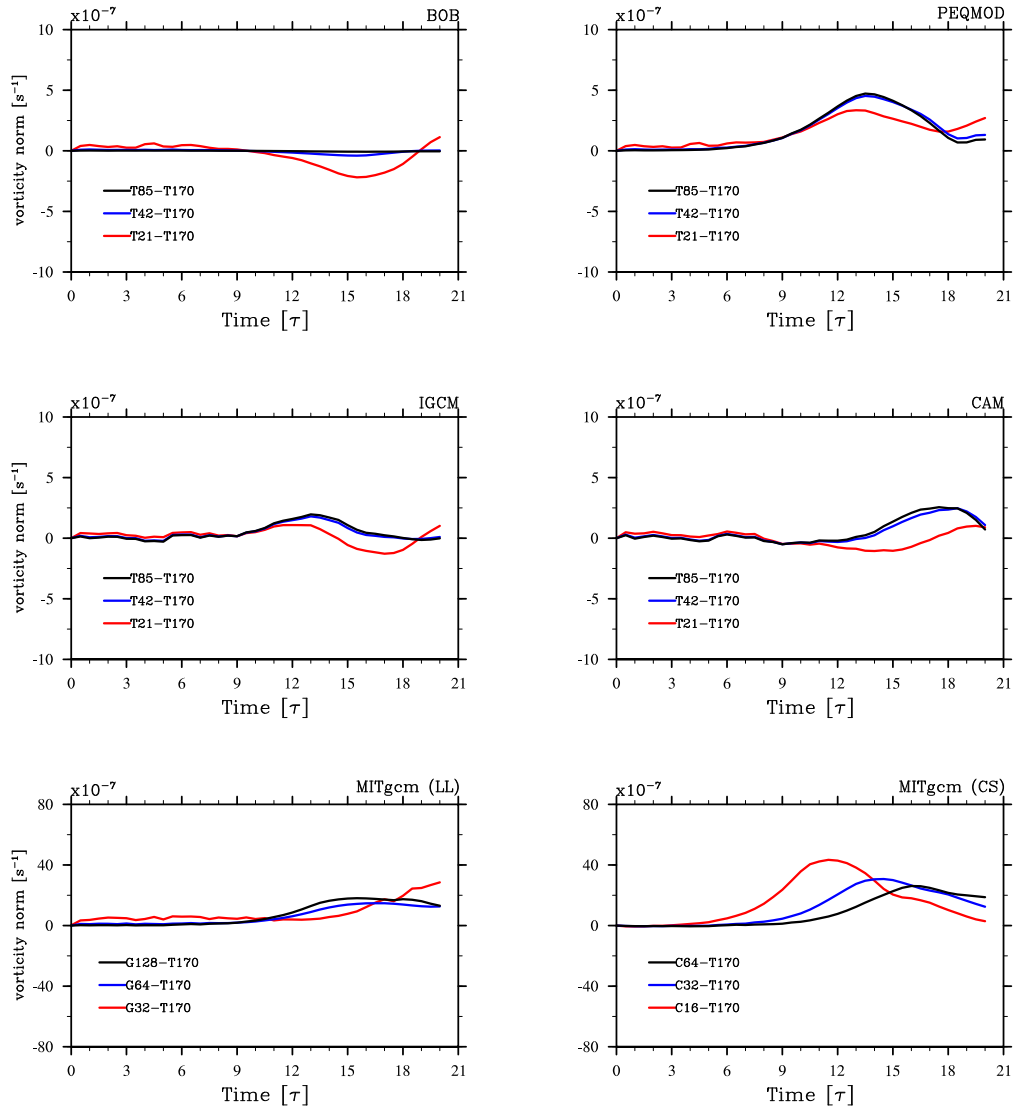 x10⁻⁷ BOB
vorticity norm [s⁻¹]
10
5
0
-5
-10
T85−T170
T42−T170
T21−T170
0 3 6 9 12 15 18 21
Time [τ]
x10⁻⁷ PEQMOD
10
5
0
-5
-10
T85−T170
T42−T170
T21−T170
0 3 6 9 12 15 18 21
Time [τ]
x10⁻⁷ IGCM
vorticity norm [s⁻¹]
10
5
0
-5
-10
T85−T170
T42−T170
T21−T170
0 3 6 9 12 15 18 21
Time [τ]
x10⁻⁷ CAM
10
5
0
-5
-10
T85−T170
T42−T170
T21−T170
0 3 6 9 12 15 18 21
Time [τ]
x10⁻⁷ MITgcm (LL)
vorticity norm [s⁻¹]
80
40
0
-40
-80
G128−T170
G64−T170
G32−T170
0 3 6 9 12 15 18 21
Time [τ]
x10⁻⁷ MITgcm (CS)
80
40
0
-40
-80
C64−T170
C32−T170
C16−T170
0 3 6 9 12 15 18 21
Time [τ]